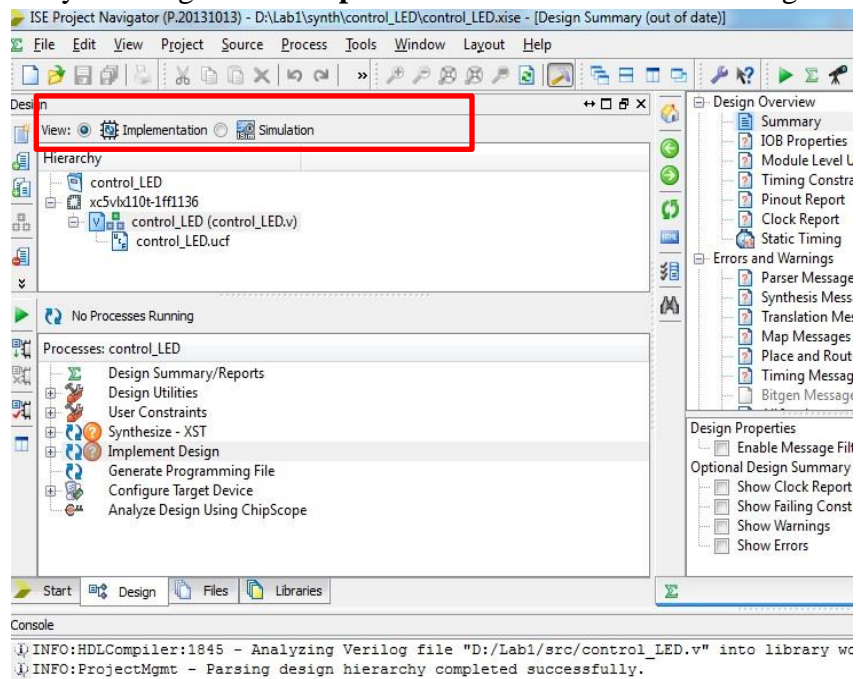 ISE Project Navigator (P.20131013) - D:\Lab1\synth\control_LED\control_LED.xise - [Design Summary (out of date)]
File Edit View Project Source Process Tools Window Layout Help
Design
View: Implementation Simulation
Hierarchy
control_LED
xc5vlx110t-1ff1136
control_LED (control_LED.v)
control_LED.ucf
No Processes Running
Processes: control_LED
Design Summary/Reports
Design Utilities
User Constraints
Synthesize - XST
Implement Design
Generate Programming File
Configure Target Device
Analyze Design Using ChipScope
Start Design Files Libraries
Design Overview
Summary
IOB Properties
Module Level U
Timing Constra
Pinout Report
Clock Report
Static Timing
Errors and Warnings
Parser Message
Synthesis Mess
Translation Mes
Map Messages
Place and Rout
Timing Messag
Bitgen Message
Design Properties
Enable Message Filt
Optional Design Summary
Show Clock Report
Show Failing Const
Show Warnings
Show Errors
Console
INFO:HDLCompiler:1845 - Analyzing Verilog file "D:/Lab1/src/control_LED.v" into library wo
INFO:ProjectMgmt - Parsing design hierarchy completed successfully.